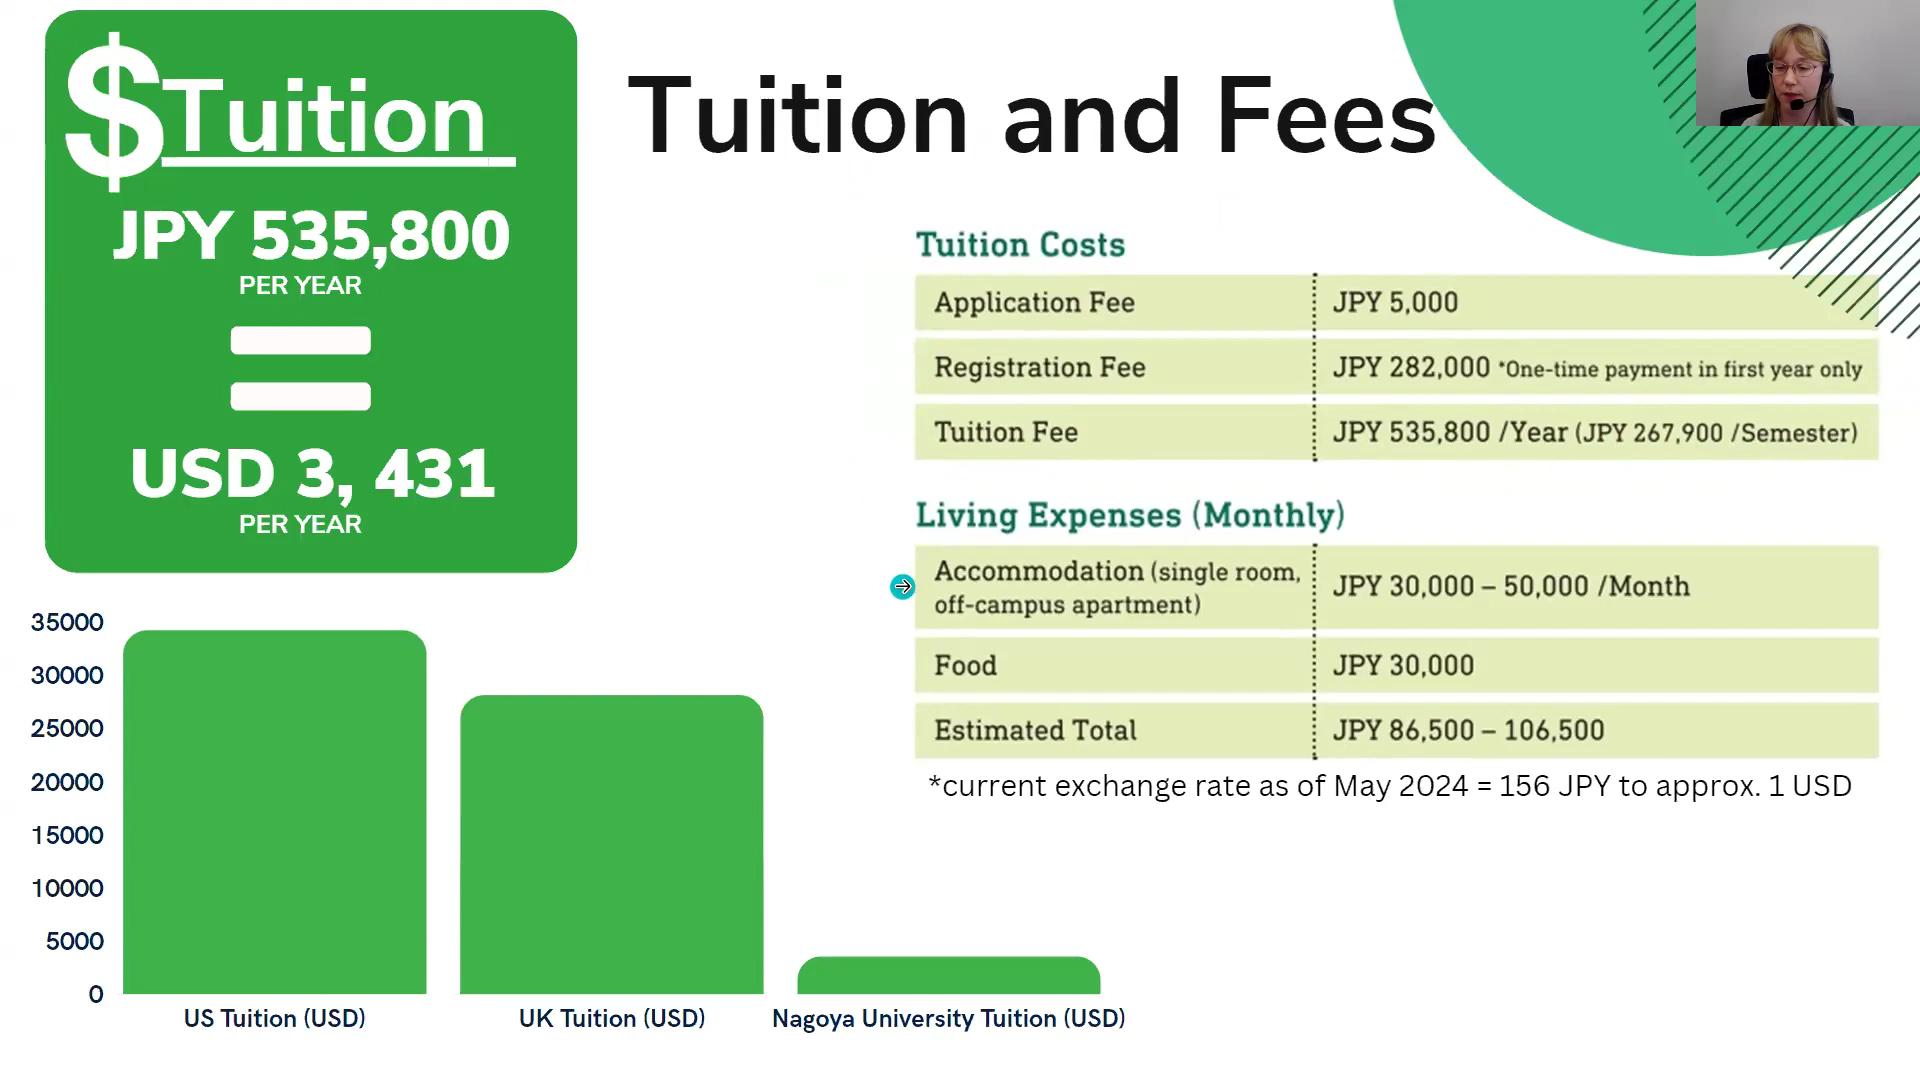 $Tuition
JPY 535,800
PER YEAR
USD 3, 431
PER YEAR
Tuition and Fees
Tuition Costs
Application Fee JPY 5,000
Registration Fee JPY 282,000 *One-time payment in first year only
Tuition Fee JPY 535,800 /Year (JPY 267,900 /Semester)
Living Expenses (Monthly)
Accommodation (single room,
off-campus apartment) JPY 30,000 – 50,000 /Month
Food JPY 30,000
Estimated Total JPY 86,500 – 106,500
*current exchange rate as of May 2024 = 156 JPY to approx. 1 USD
35000
30000
25000
20000
15000
10000
5000
0
US Tuition (USD) UK Tuition (USD) Nagoya University Tuition (USD)